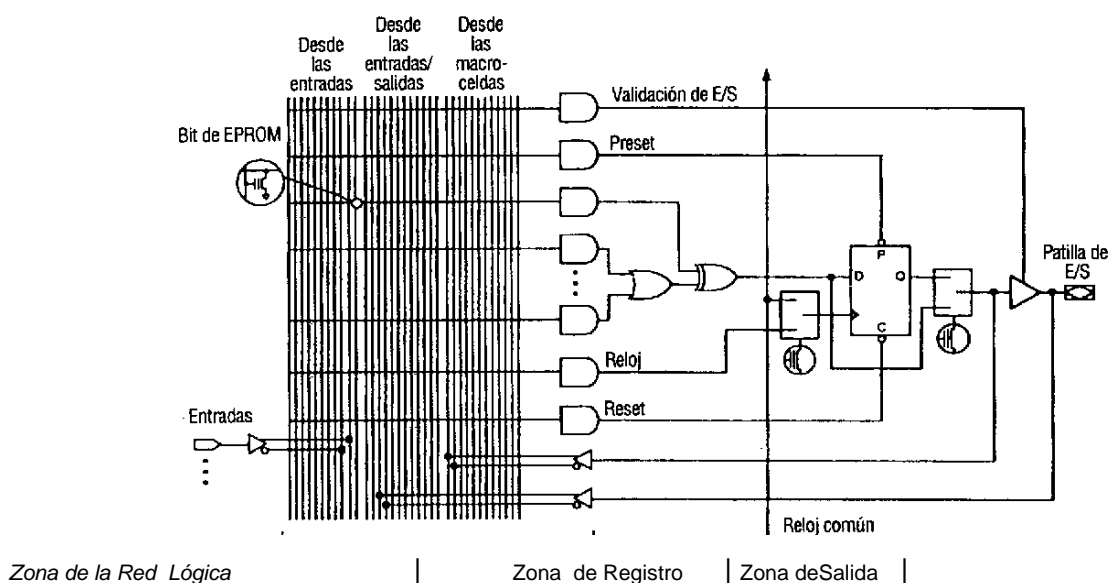 Desde
las
entradas
Desde
las
entradas/
salidas
Desde
las
macro-
celdas
Validación de E/S
Bit de EPROM
Preset
Patilla de
E/S
P
D
Q
C
Reloj
Reset
Entradas
Reloj común
Zona de la Red Lógica
Zona de Registro
Zona deSalida